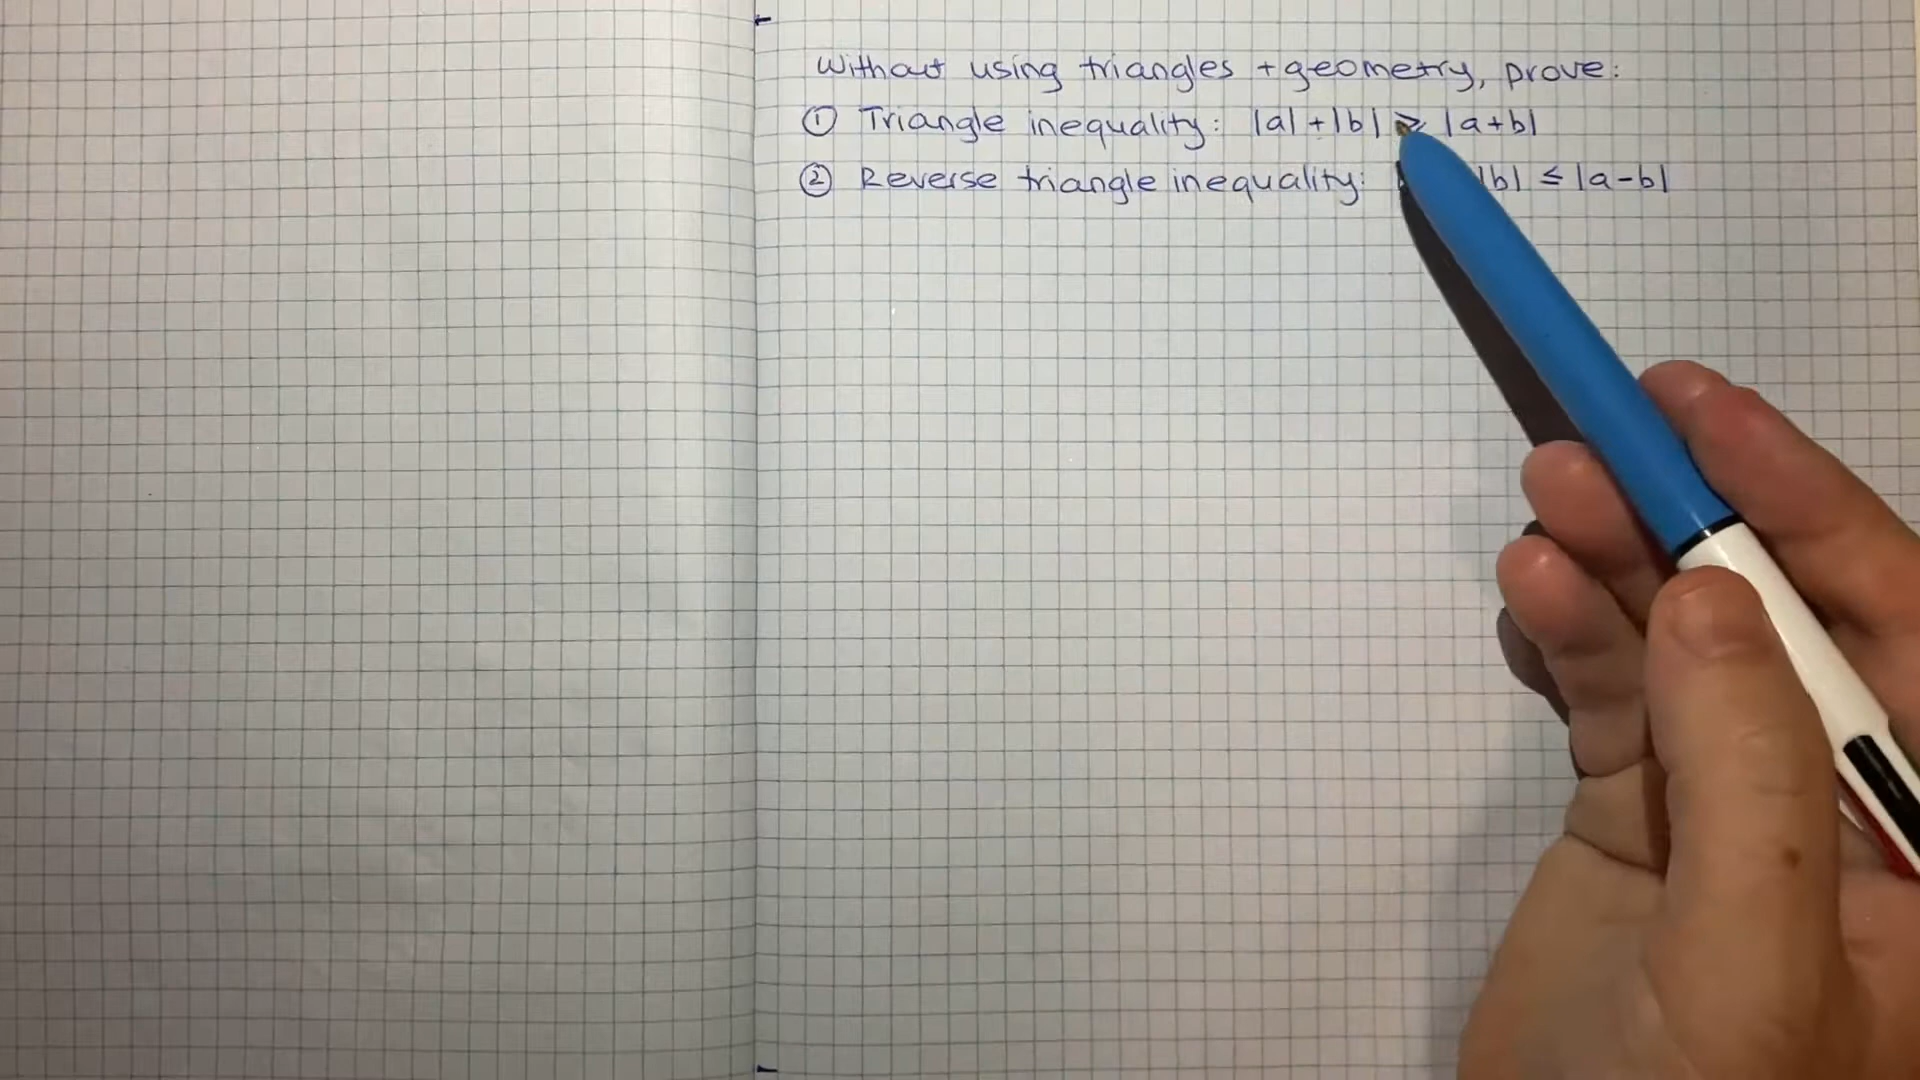 Without using triangles + geometry, prove:
① Triangle inequality: |a| + |b| ≥ |a+b|
② Reverse triangle inequality: |b| ≤ |a-b|